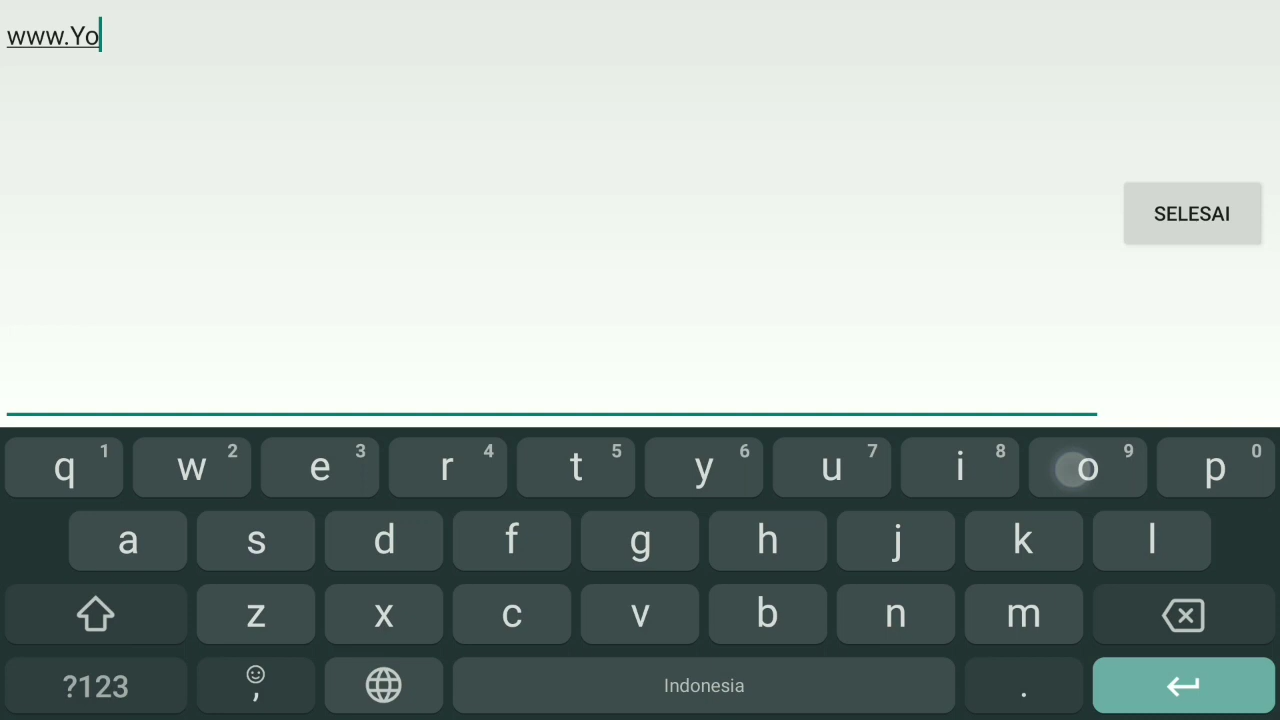 www.Yo
SELESAI
q 1 w 2 e 3 r 4 t 5 y 6 u 7 i 8 o 9 p 0
a s d f g h j k l
z x c v b n m
?123 , Indonesia .